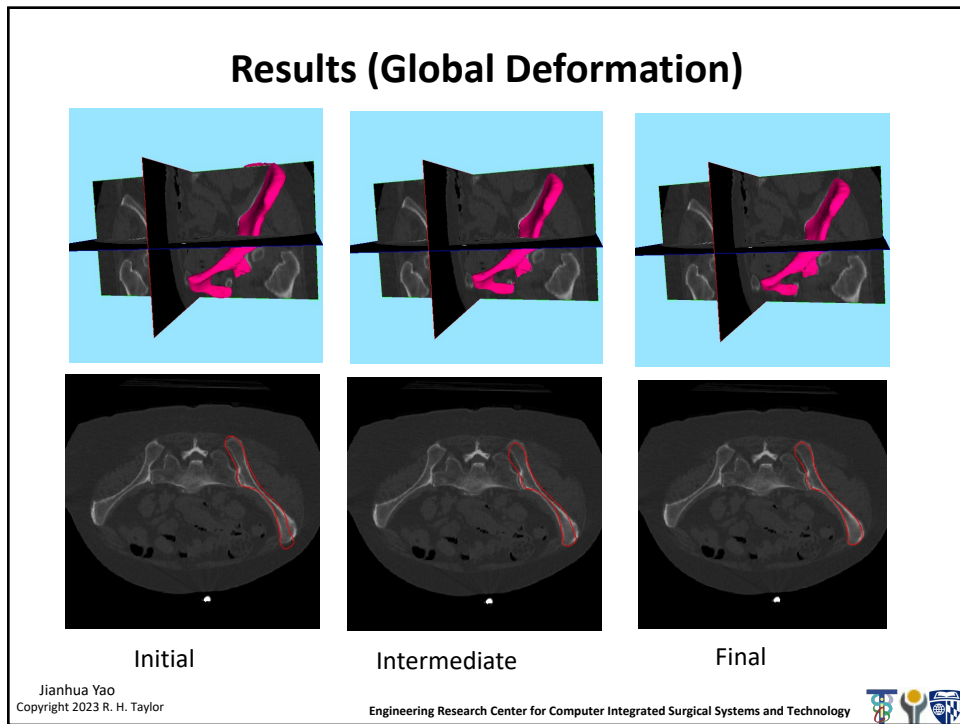 Results (Global Deformation)
Initial
Intermediate
Final
Jianhua Yao
Copyright 2023 R. H. Taylor
Engineering Research Center for Computer Integrated Surgical Systems and Technology